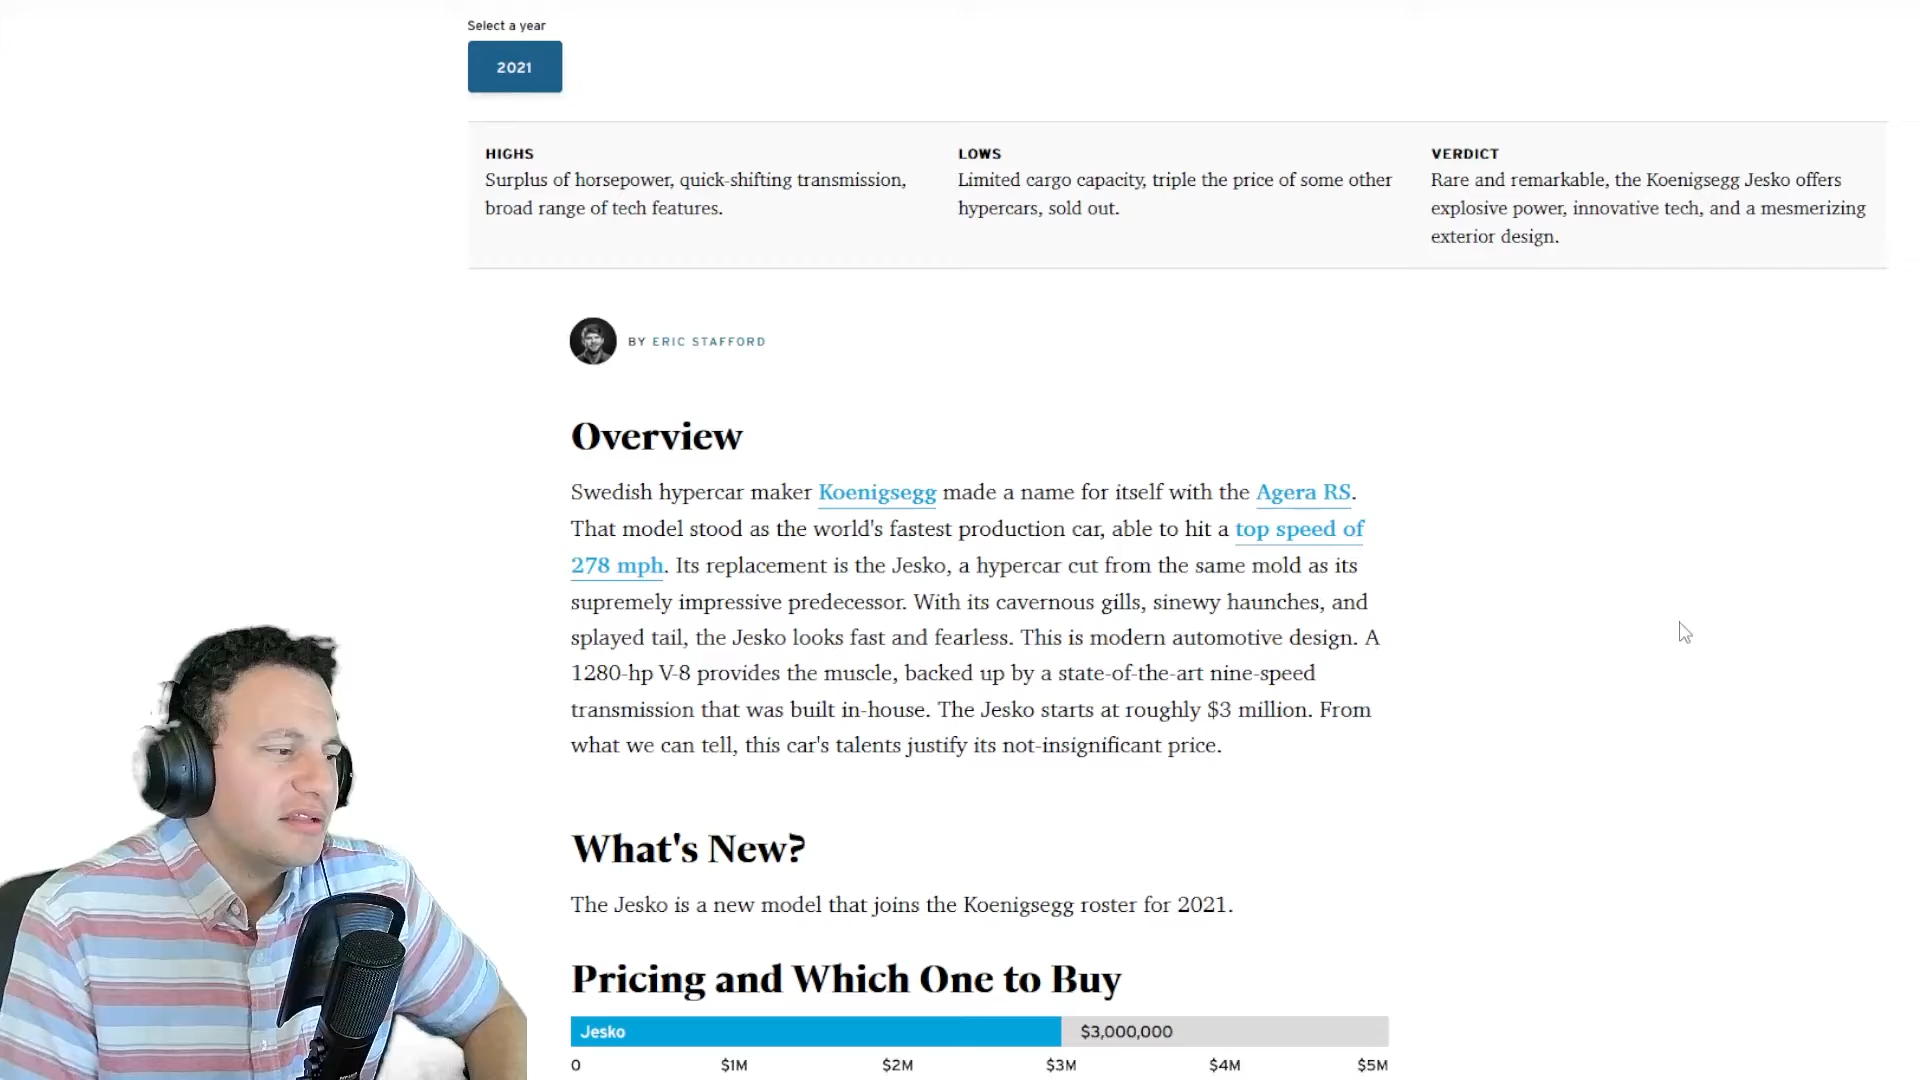 Select a year
2021
HIGHS
Surplus of horsepower, quick-shifting transmission,
broad range of tech features.
LOWS
Limited cargo capacity, triple the price of some other
hypercars, sold out.
VERDICT
Rare and remarkable, the Koenigsegg Jesko offers
explosive power, innovative tech, and a mesmerizing
exterior design.
BY ERIC STAFFORD
Overview
Swedish hypercar maker Koenigsegg made a name for itself with the Agera RS.
That model stood as the world's fastest production car, able to hit a top speed of
278 mph. Its replacement is the Jesko, a hypercar cut from the same mold as its
supremely impressive predecessor. With its cavernous gills, sinewy haunches, and
splayed tail, the Jesko looks fast and fearless. This is modern automotive design. A
1280-hp V-8 provides the muscle, backed up by a state-of-the-art nine-speed
transmission that was built in-house. The Jesko starts at roughly $3 million. From
what we can tell, this car's talents justify its not-insignificant price.
What's New?
The Jesko is a new model that joins the Koenigsegg roster for 2021.
Pricing and Which One to Buy
Jesko $3,000,000
0 $1M $2M $3M $4M $5M